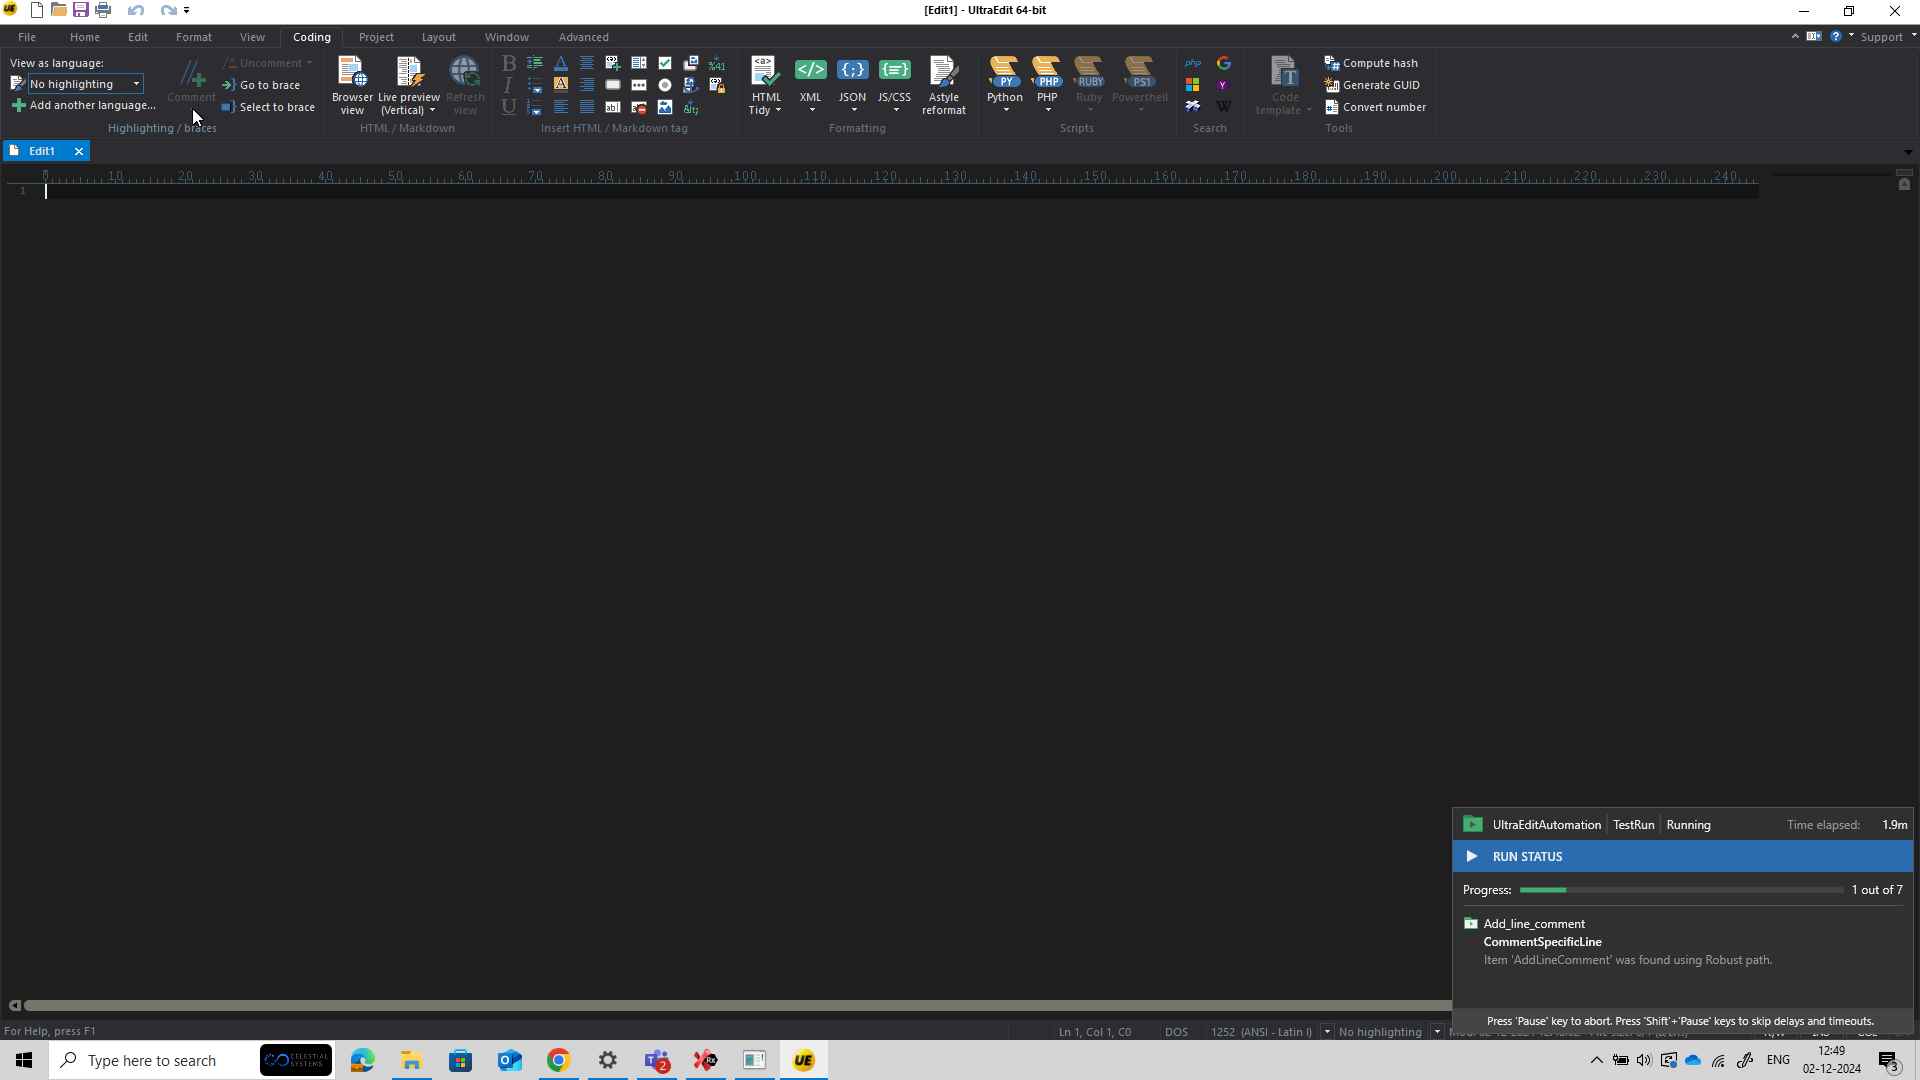 [Edit1] - UltraEdit 64-bit
File Home Edit Format View Coding Project Layout Window Advanced Support
View as language:
No highlighting
Add another language...
Comment
Uncomment
Go to brace
Select to brace
Highlighting / braces
Browser view
Live preview (Vertical)
Refresh view
HTML / Markdown
B
I
U
%41
Insert HTML / Markdown tag
HTML Tidy
XML
JSON
JS/CSS
Astyle reformat
Formatting
Python
PHP
Ruby
Powershell
Scripts
php
Search
Code template
Compute hash
Generate GUID
Convert number
Tools
Edit1
0 10 20 30 40 50 60 70 80 90 100 110 120 130 140 150 160 170 180 190 200 210 220 230 240
1
UltraEditAutomation TestRun Running Time elapsed: 1.9m
RUN STATUS
Progress: 1 out of 7
Add_line_comment
CommentSpecificLine
Item 'AddLineComment' was found using Robust path.
Press 'Pause' key to abort. Press 'Shift'+'Pause' keys to skip delays and timeouts.
For Help, press F1
Ln 1, Col 1, C0 DOS 1252 (ANSI - Latin I) No highlighting
Type here to search
CELESTIAL SYSTEMS
2
UE
ENG
12:49
02-12-2024
3